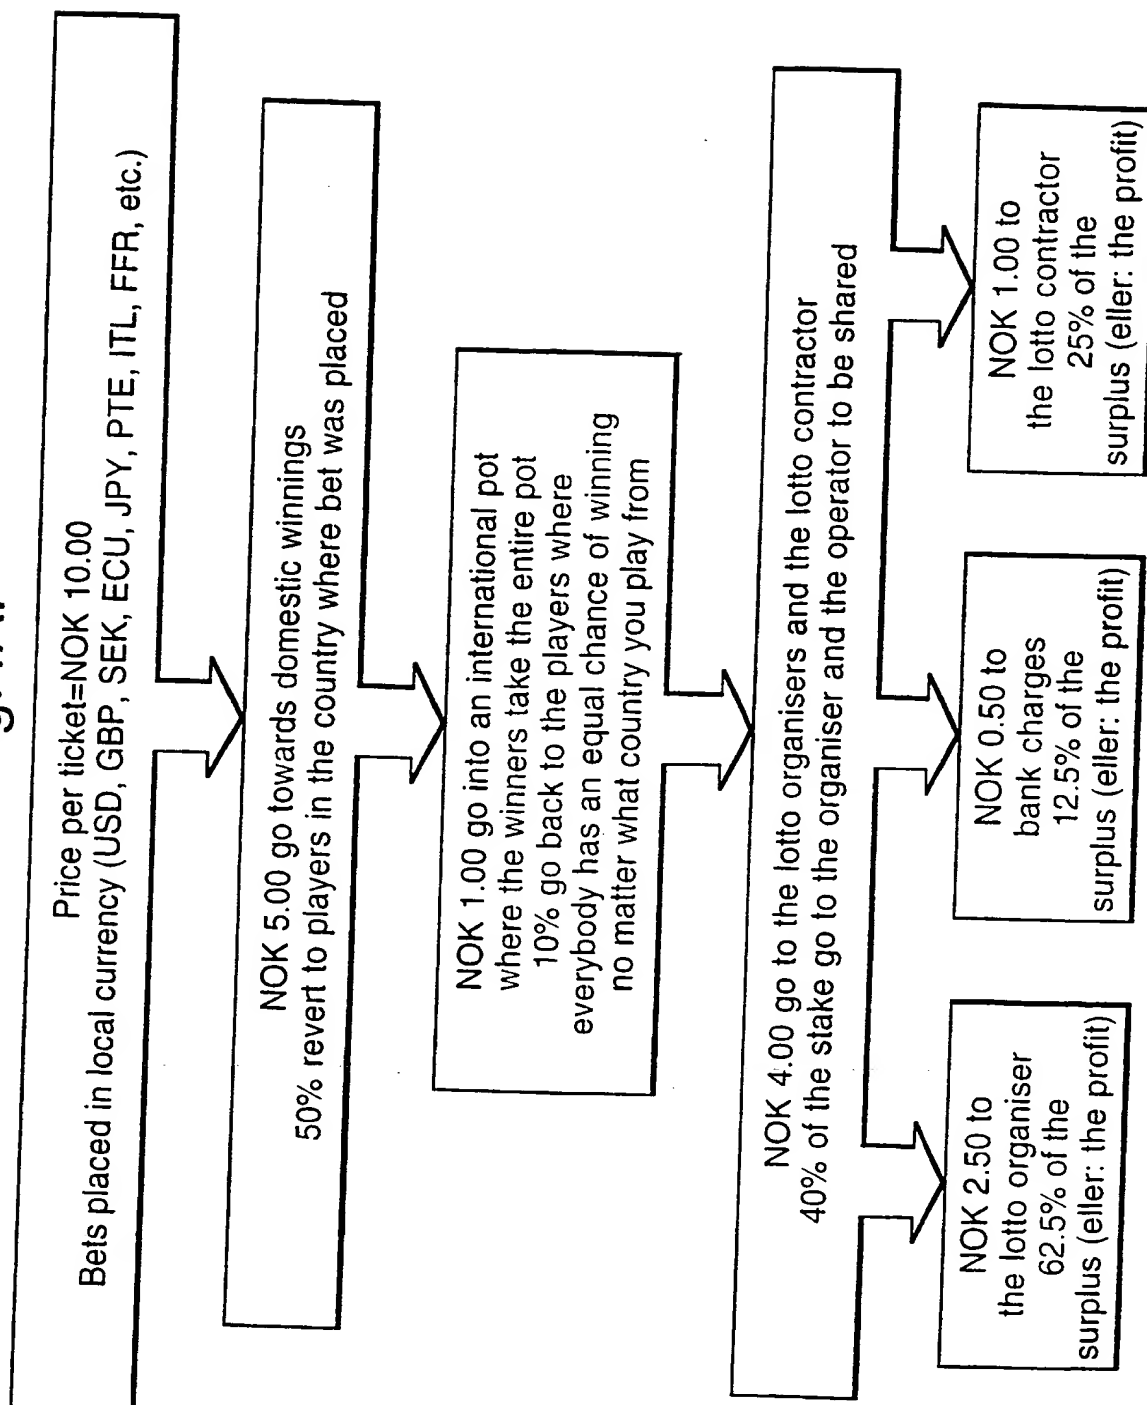 Price per ticket=NOK 10.00
Bets placed in local currency (USD, GBP, SEK, ECU, JPY, PTE, ITL, FFR, etc.)
NOK 5.00 go towards domestic winnings
50% revert to players in the country where bet was placed
NOK 1.00 go into an international pot
where the winners take the entire pot
10% go back to the players where
everybody has an equal chance of winning
no matter what country you play from
NOK 4.00 go to the lotto organisers and the lotto contractor
40% of the stake go to the organiser and the operator to be shared
NOK 2.50 to
the lotto organiser
62.5% of the
surplus (eller: the profit)
NOK 0.50 to
bank charges
12.5% of the
surplus (eller: the profit)
NOK 1.00 to
the lotto contractor
25% of the
surplus (eller: the profit)